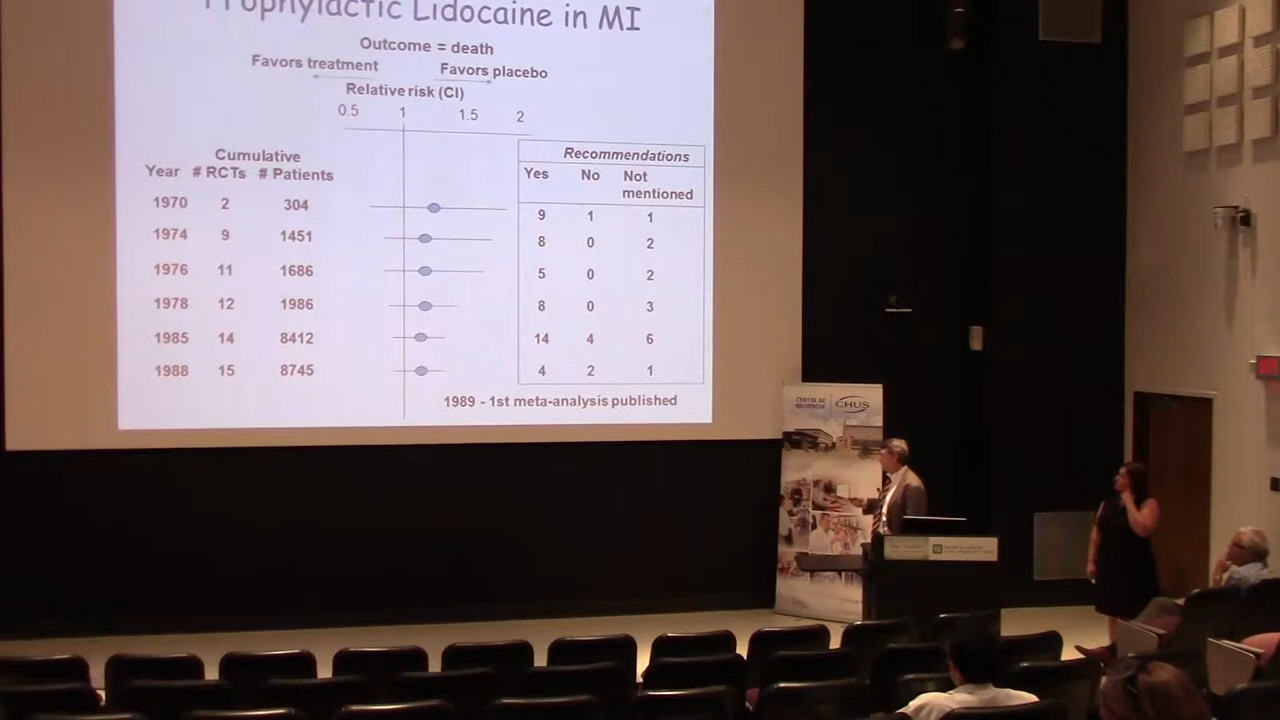 Prophylactic Lidocaine in MI
Outcome = death
Favors treatment
Favors placebo
Relative risk (CI)
0.5 1 1.5 2
Cumulative
Year # RCTs # Patients
Recommendations
Yes No Not mentioned
1970 2 304 9 1 1
1974 9 1451 8 0 2
1976 11 1686 5 0 2
1978 12 1986 8 0 3
1985 14 8412 14 4 6
1988 15 8745 4 2 1
1989 - 1st meta-analysis published
CENTRE DE
RECHERCHE
CHUS